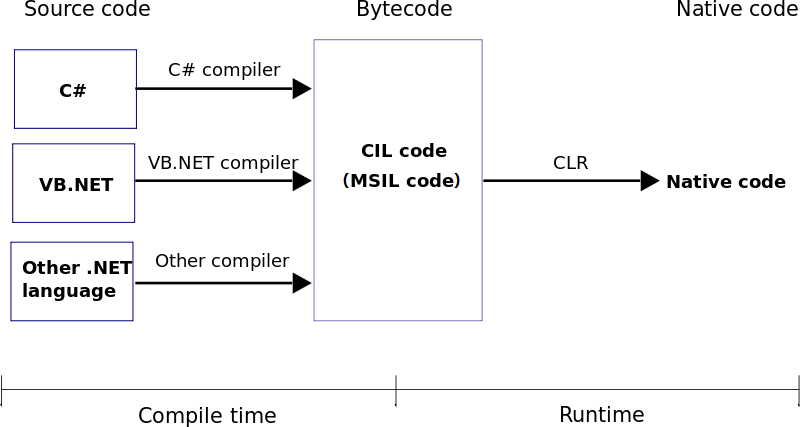 Source code
Bytecode
Native code
C#
C# compiler
VB.NET
VB.NET compiler
Other .NET
language
Other compiler
CIL code
(MSIL code)
CLR
Native code
Compile time
Runtime